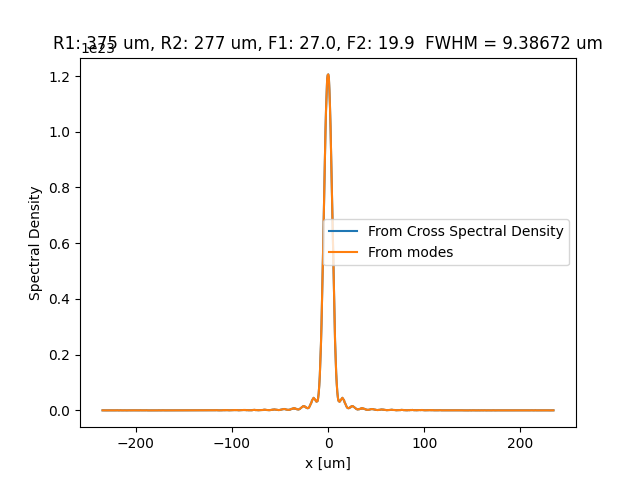 R1: 375 um, R2: 277 um, F1: 27.0, F2: 19.9  FWHM = 9.38672 um
1e23
1.2
1.0
0.8
0.6
0.4
0.2
0.0
Spectral Density
From Cross Spectral Density
From modes
−200
−100
0
100
200
x [um]